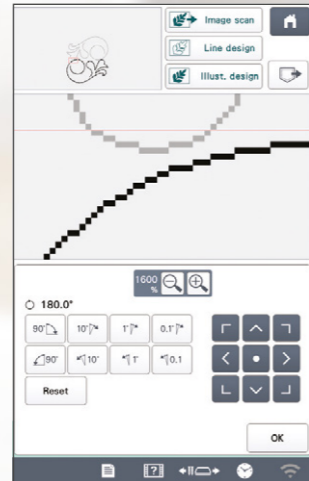 Image scan
Line design
Illust. design
1600 %
180.0°
90° 10° 1° 0.1°
90° 10° 1° 0.1
Reset
OK